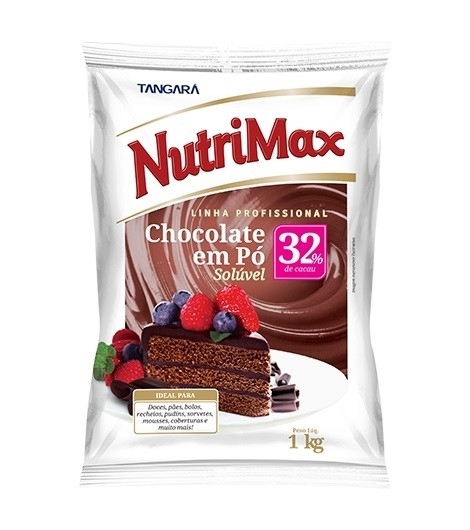 TANGARÁ
NutriMax
LINHA PROFISSIONAL
Chocolate
em Pó
Solúvel
32%
de cacau
IDEAL PARA
Doces, pães, bolos,
recheios, pudins, sorvetes,
mousses, coberturas e
muito mais!
Peso Líq.
1 kg